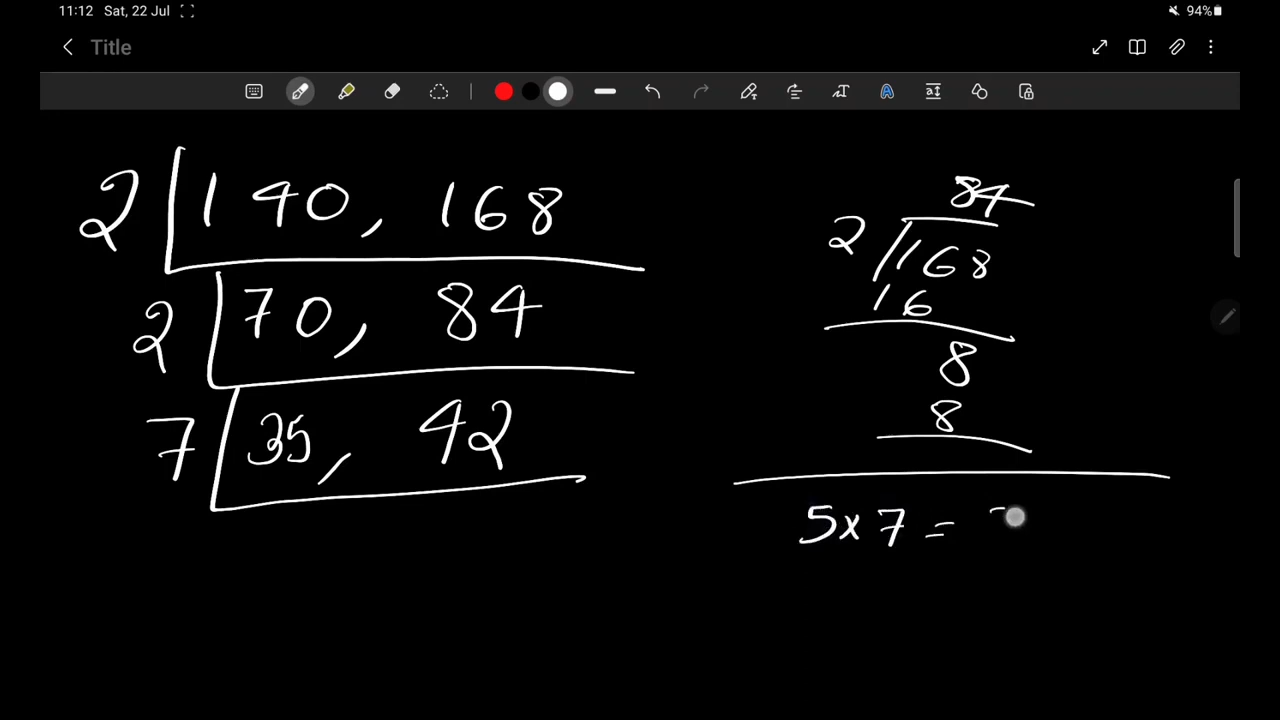 11:12 Sat, 22 Jul
94%
Title
2 140, 168
2 70, 84
7 35, 42
84
2 168
16
8
8
5x7 =